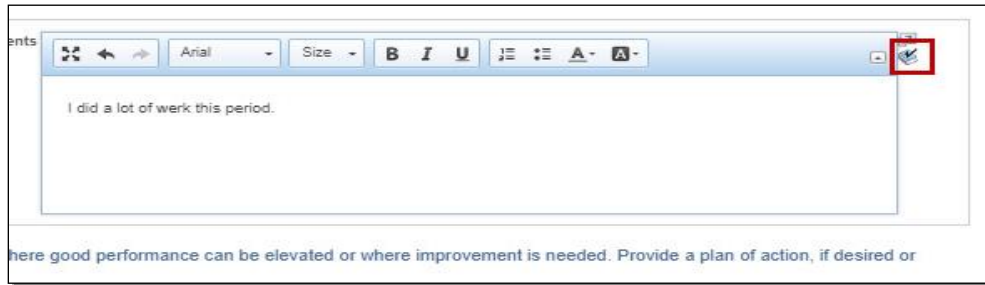 ents
Arial Size B I U A A
I did a lot of werk this period.
here good performance can be elevated or where improvement is needed. Provide a plan of action, if desired or